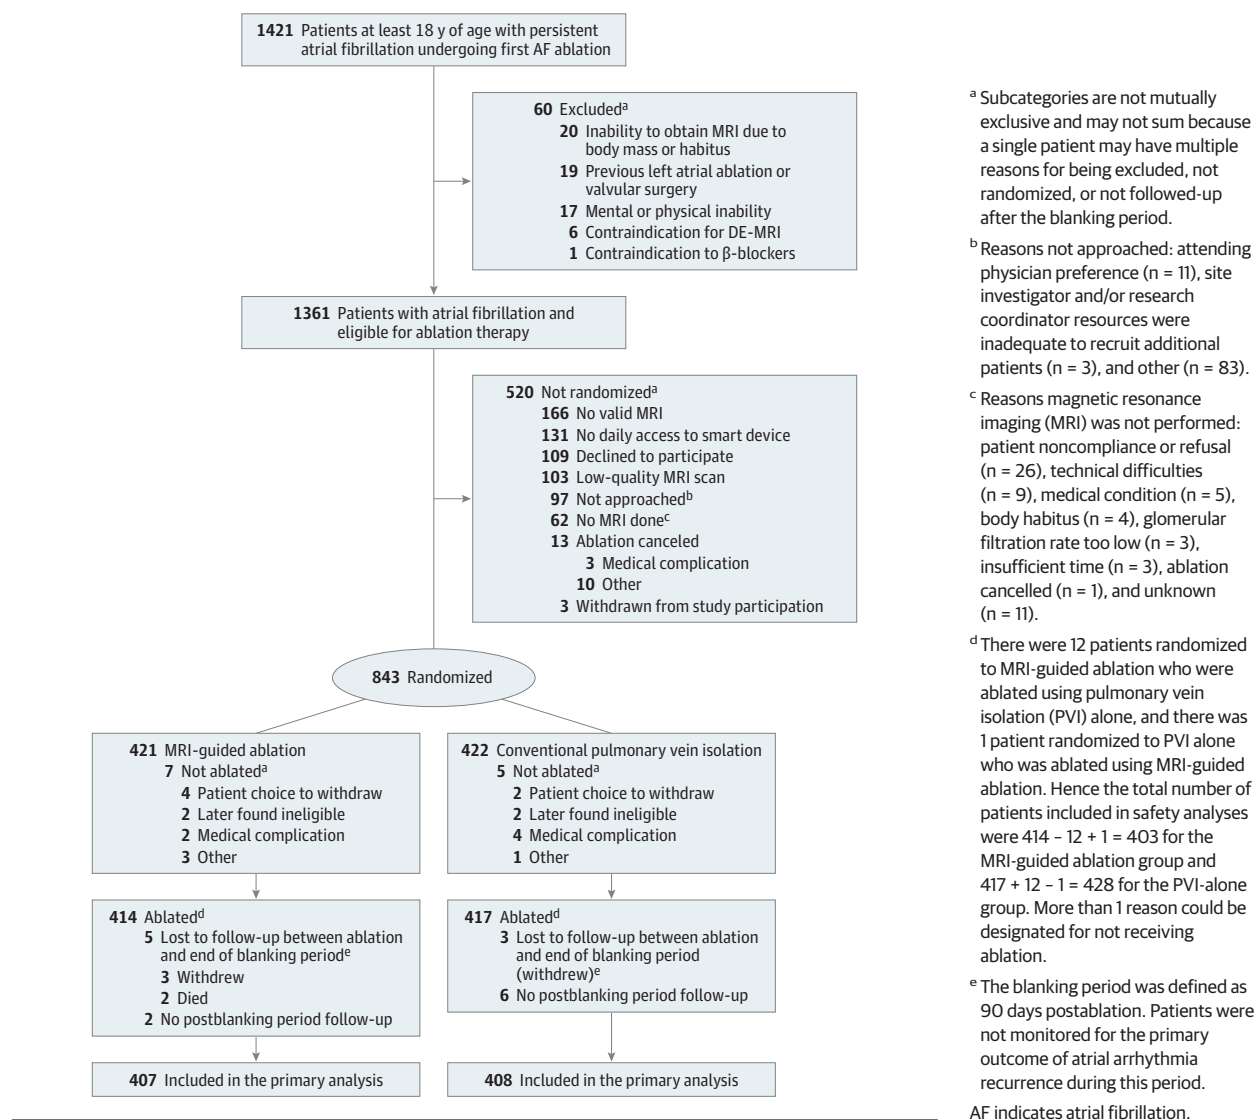 1421 Patients at least 18 y of age with persistent
atrial fibrillation undergoing first AF ablation
60 Excludedᵃ
20 Inability to obtain MRI due to
body mass or habitus
19 Previous left atrial ablation or
valvular surgery
17 Mental or physical inability
6 Contraindication for DE-MRI
1 Contraindication to β-blockers
1361 Patients with atrial fibrillation and
eligible for ablation therapy
520 Not randomizedᵃ
166 No valid MRI
131 No daily access to smart device
109 Declined to participate
103 Low-quality MRI scan
97 Not approachedᵇ
62 No MRI doneᶜ
13 Ablation canceled
3 Medical complication
10 Other
3 Withdrawn from study participation
843 Randomized
421 MRI-guided ablation
7 Not ablatedᵃ
4 Patient choice to withdraw
2 Later found ineligible
2 Medical complication
3 Other
422 Conventional pulmonary vein isolation
5 Not ablatedᵃ
2 Patient choice to withdraw
2 Later found ineligible
4 Medical complication
1 Other
414 Ablatedᵈ
5 Lost to follow-up between ablation
and end of blanking periodᵉ
3 Withdrew
2 Died
2 No postblanking period follow-up
417 Ablatedᵈ
3 Lost to follow-up between ablation
and end of blanking period
(withdrew)ᵉ
6 No postblanking period follow-up
407 Included in the primary analysis
408 Included in the primary analysis
ᵃ Subcategories are not mutually
exclusive and may not sum because
a single patient may have multiple
reasons for being excluded, not
randomized, or not followed-up
after the blanking period.
ᵇ Reasons not approached: attending
physician preference (n = 11), site
investigator and/or research
coordinator resources were
inadequate to recruit additional
patients (n = 3), and other (n = 83).
ᶜ Reasons magnetic resonance
imaging (MRI) was not performed:
patient noncompliance or refusal
(n = 26), technical difficulties
(n = 9), medical condition (n = 5),
body habitus (n = 4), glomerular
filtration rate too low (n = 3),
insufficient time (n = 3), ablation
cancelled (n = 1), and unknown
(n = 11).
ᵈ There were 12 patients randomized
to MRI-guided ablation who were
ablated using pulmonary vein
isolation (PVI) alone, and there was
1 patient randomized to PVI alone
who was ablated using MRI-guided
ablation. Hence the total number of
patients included in safety analyses
were 414 – 12 + 1 = 403 for the
MRI-guided ablation group and
417 + 12 – 1 = 428 for the PVI-alone
group. More than 1 reason could be
designated for not receiving
ablation.
ᵉ The blanking period was defined as
90 days postablation. Patients were
not monitored for the primary
outcome of atrial arrhythmia
recurrence during this period.
AF indicates atrial fibrillation.